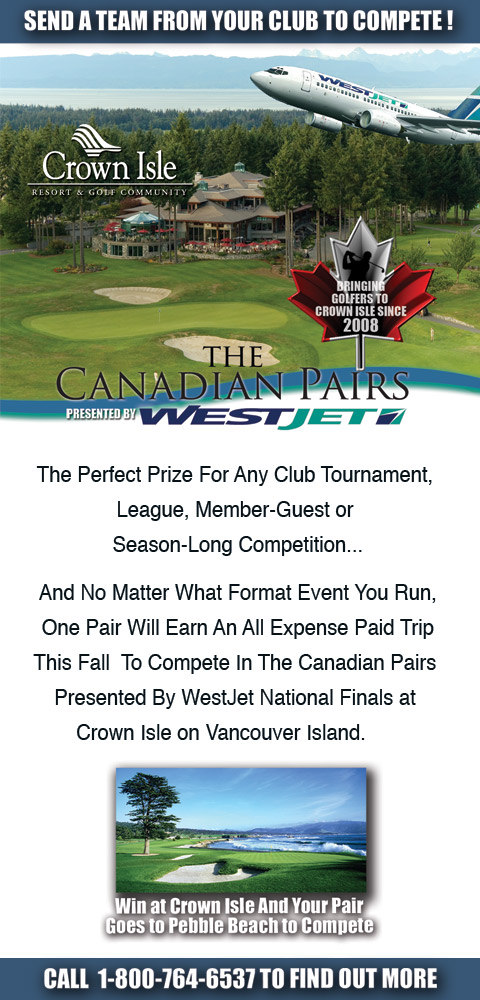 SEND A TEAM FROM YOUR CLUB TO COMPETE !
WESTJET
Crown Isle
RESORT & GOLF COMMUNITY
BRINGING
GOLFERS TO
CROWN ISLE SINCE
2008
THE
CANADIAN PAIRS
PRESENTED BY WESTJET
The Perfect Prize For Any Club Tournament,
League, Member-Guest or
Season-Long Competition...
And No Matter What Format Event You Run,
One Pair Will Earn An All Expense Paid Trip
This Fall  To Compete In The Canadian Pairs
Presented By WestJet National Finals at
Crown Isle on Vancouver Island.
Win at Crown Isle And Your Pair
Goes to Pebble Beach to Compete
CALL  1-800-764-6537 TO FIND OUT MORE